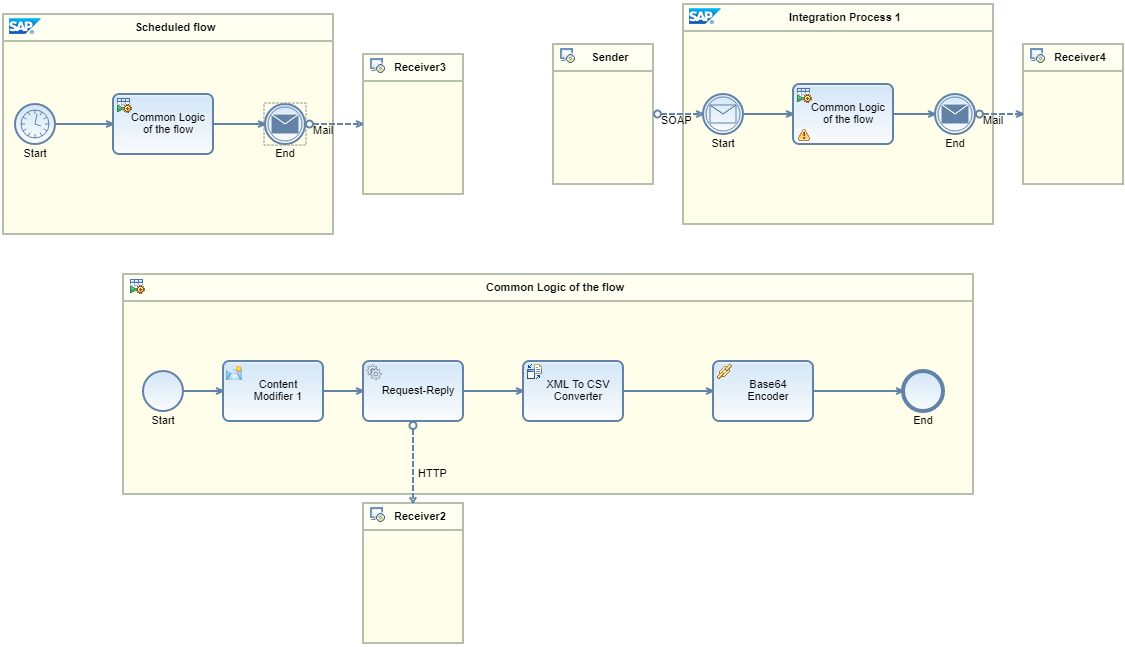 SAP
Scheduled flow
Start
Common Logic
of the flow
End
Mail
Receiver3
Sender
SOAP
SAP
Integration Process 1
Start
Common Logic
of the flow
End
Mail
Receiver4
Common Logic of the flow
Start
Content
Modifier 1
Request-Reply
XML To CSV
Converter
Base64
Encoder
End
HTTP
Receiver2